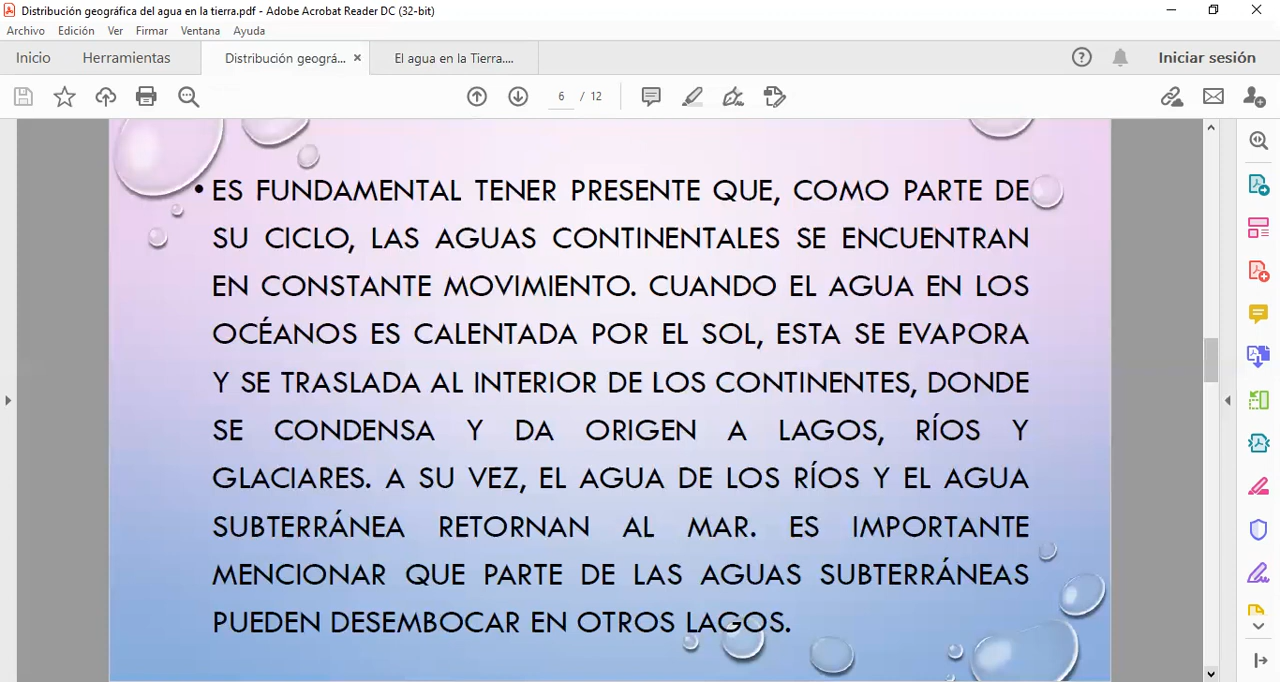 Distribución geográfica del agua en la tierra.pdf - Adobe Acrobat Reader DC (32-bit)
Archivo Edición Ver Firmar Ventana Ayuda
Inicio Herramientas Distribución geográ... × El agua en la Tierra.... Iniciar sesión
6 / 12
• ES FUNDAMENTAL TENER PRESENTE QUE, COMO PARTE DE
SU CICLO, LAS AGUAS CONTINENTALES SE ENCUENTRAN
EN CONSTANTE MOVIMIENTO. CUANDO EL AGUA EN LOS
OCÉANOS ES CALENTADA POR EL SOL, ESTA SE EVAPORA
Y SE TRASLADA AL INTERIOR DE LOS CONTINENTES, DONDE
SE CONDENSA Y DA ORIGEN A LAGOS, RÍOS Y
GLACIARES. A SU VEZ, EL AGUA DE LOS RÍOS Y EL AGUA
SUBTERRÁNEA RETORNAN AL MAR. ES IMPORTANTE
MENCIONAR QUE PARTE DE LAS AGUAS SUBTERRÁNEAS
PUEDEN DESEMBOCAR EN OTROS LAGOS.